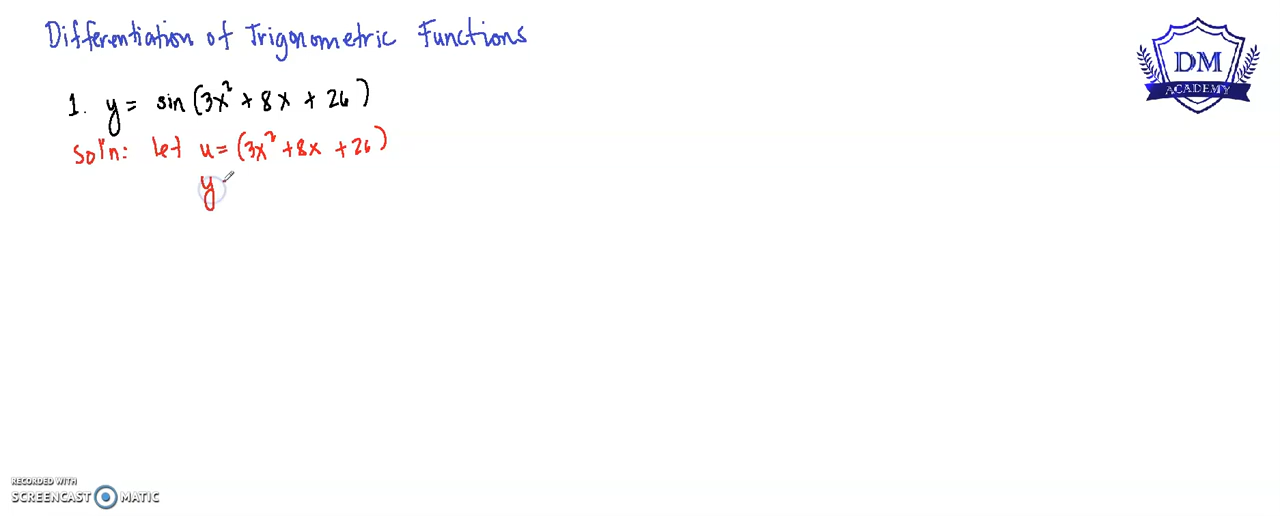 Differentiation of Trigonometric Functions
DM
ACADEMY
1. y = sin (3x² + 8x + 26)
Sol'n: let u = (3x² + 8x + 26)
y
RECORDED WITH
SCREENCAST MATIC